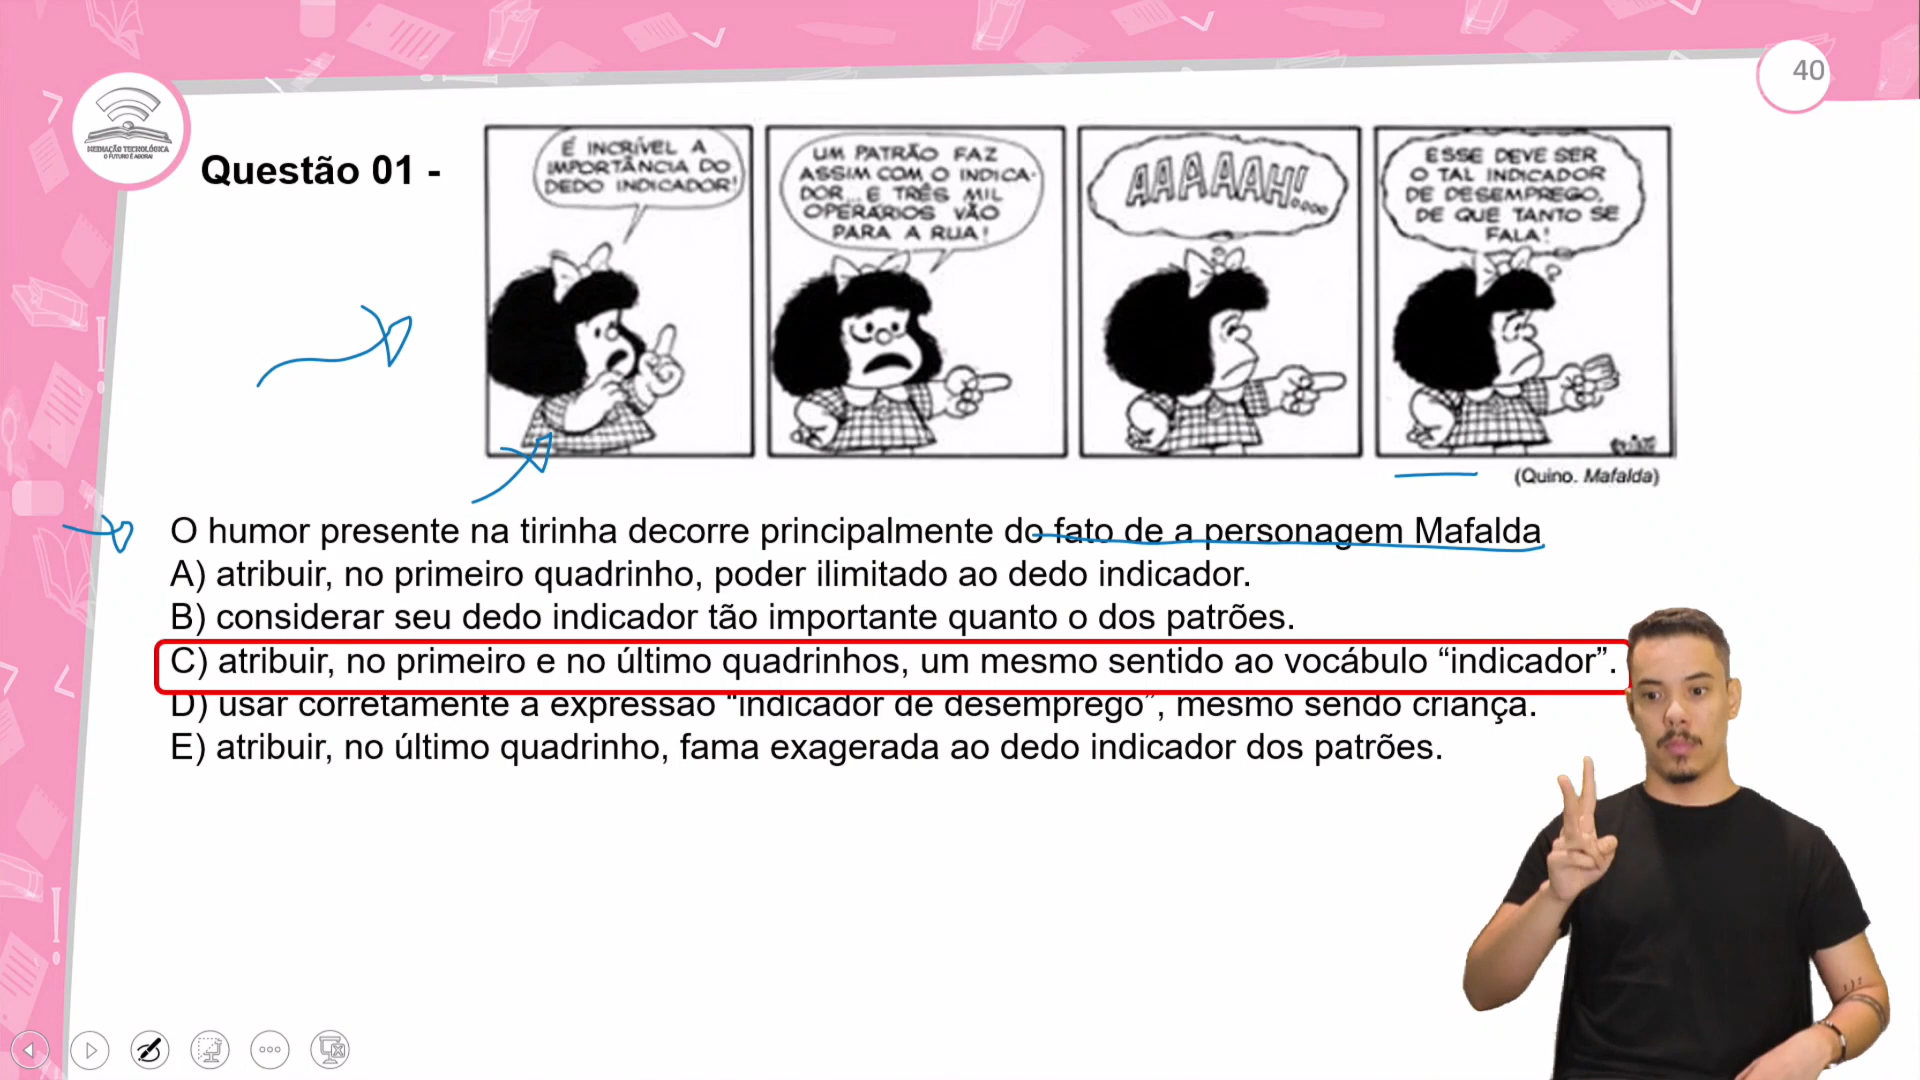 40
MEDIAÇÃO TECNOLÓGICA
O FUTURO É AGORA!
Questão 01 -
É INCRÍVEL A
IMPORTÂNCIA DO
DEDO INDICADOR!
UM PATRÃO FAZ
ASSIM COM O INDICA-
DOR... E TRÊS MIL
OPERÁRIOS VÃO
PARA A RUA!
AAAAAH!....
ESSE DEVE SER
O TAL INDICADOR
DE DESEMPREGO,
DE QUE TANTO SE
FALA!
?
QUINO
(Quino. Mafalda)
O humor presente na tirinha decorre principalmente do fato de a personagem Mafalda
A) atribuir, no primeiro quadrinho, poder ilimitado ao dedo indicador.
B) considerar seu dedo indicador tão importante quanto o dos patrões.
C) atribuir, no primeiro e no último quadrinhos, um mesmo sentido ao vocábulo “indicador”.
D) usar corretamente a expressão “indicador de desemprego”, mesmo sendo criança.
E) atribuir, no último quadrinho, fama exagerada ao dedo indicador dos patrões.